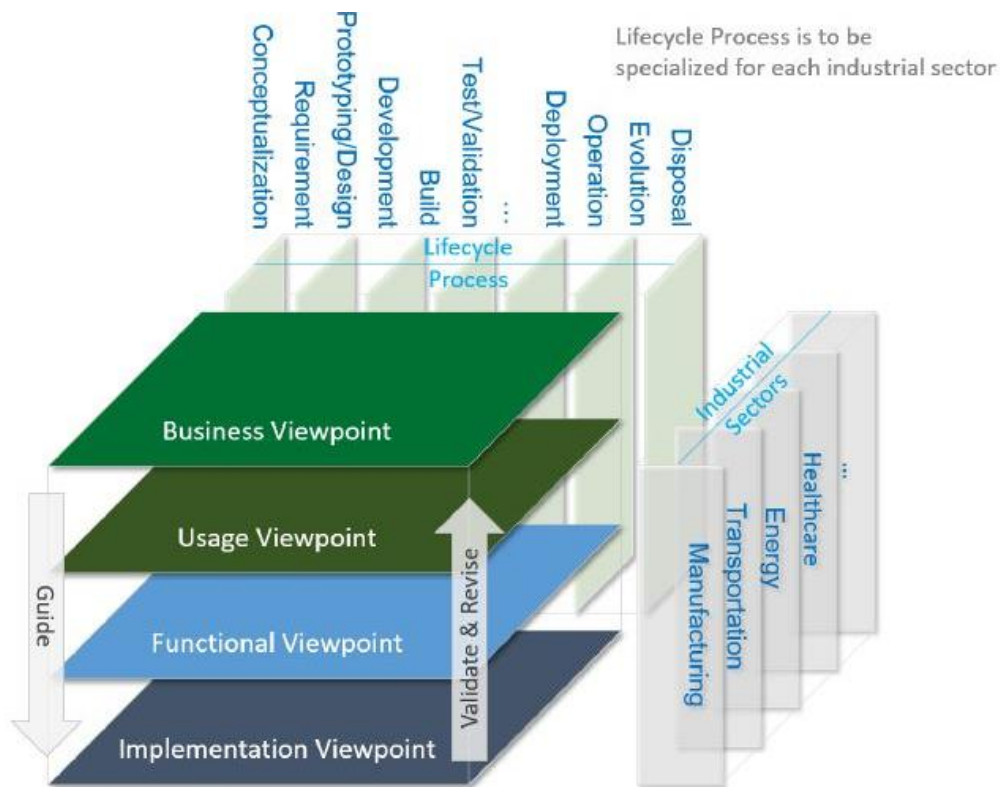 Lifecycle Process is to be
specialized for each industrial sector
Conceptualization
Requirement
Prototyping/Design
Development
Build
Test/Validation
...
Deployment
Operation
Evolution
Disposal
Lifecycle
Process
Industrial
Sectors
Business Viewpoint
Usage Viewpoint
Functional Viewpoint
Implementation Viewpoint
Guide
Validate & Revise
Manufacturing
Transportation
Energy
Healthcare
...